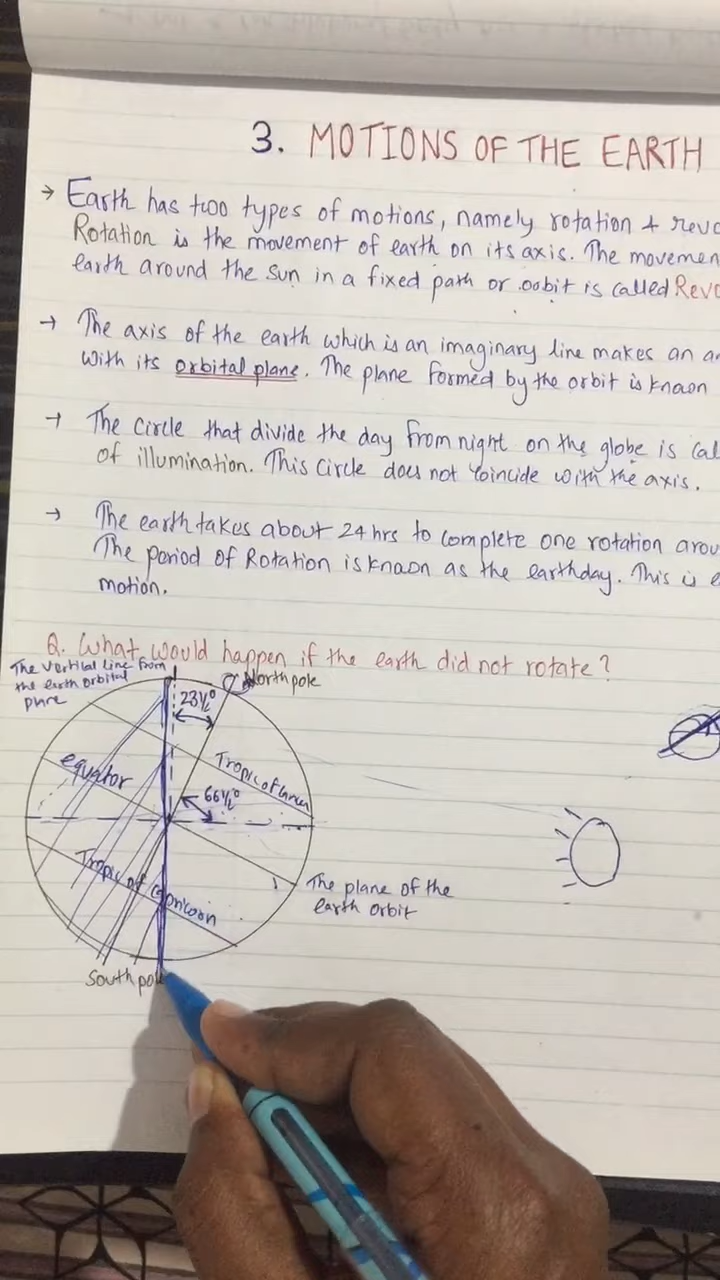 3. MOTIONS OF THE EARTH
→ Earth has two types of motions, namely rotation & revo
Rotation is the movement of earth on its axis. The movemen
earth around the sun in a fixed path or orbit is called Revo
→ The axis of the earth which is an imaginary line makes an an
with its orbital plane. The plane formed by the orbit is known
→ The circle that divide the day from night on the globe is cal
of illumination. This circle does not coincide with the axis.
→ The earth takes about 24 hrs to complete one rotation arou
The period of Rotation is known as the earthday. This is e
motion.
Q. What would happen if the earth did not rotate?
The vertical line from
the earth orbital
plane
23½°
North pole
equator
Tropic of
66½°
Tropic of capricorn
The plane of the
earth orbit
South pol